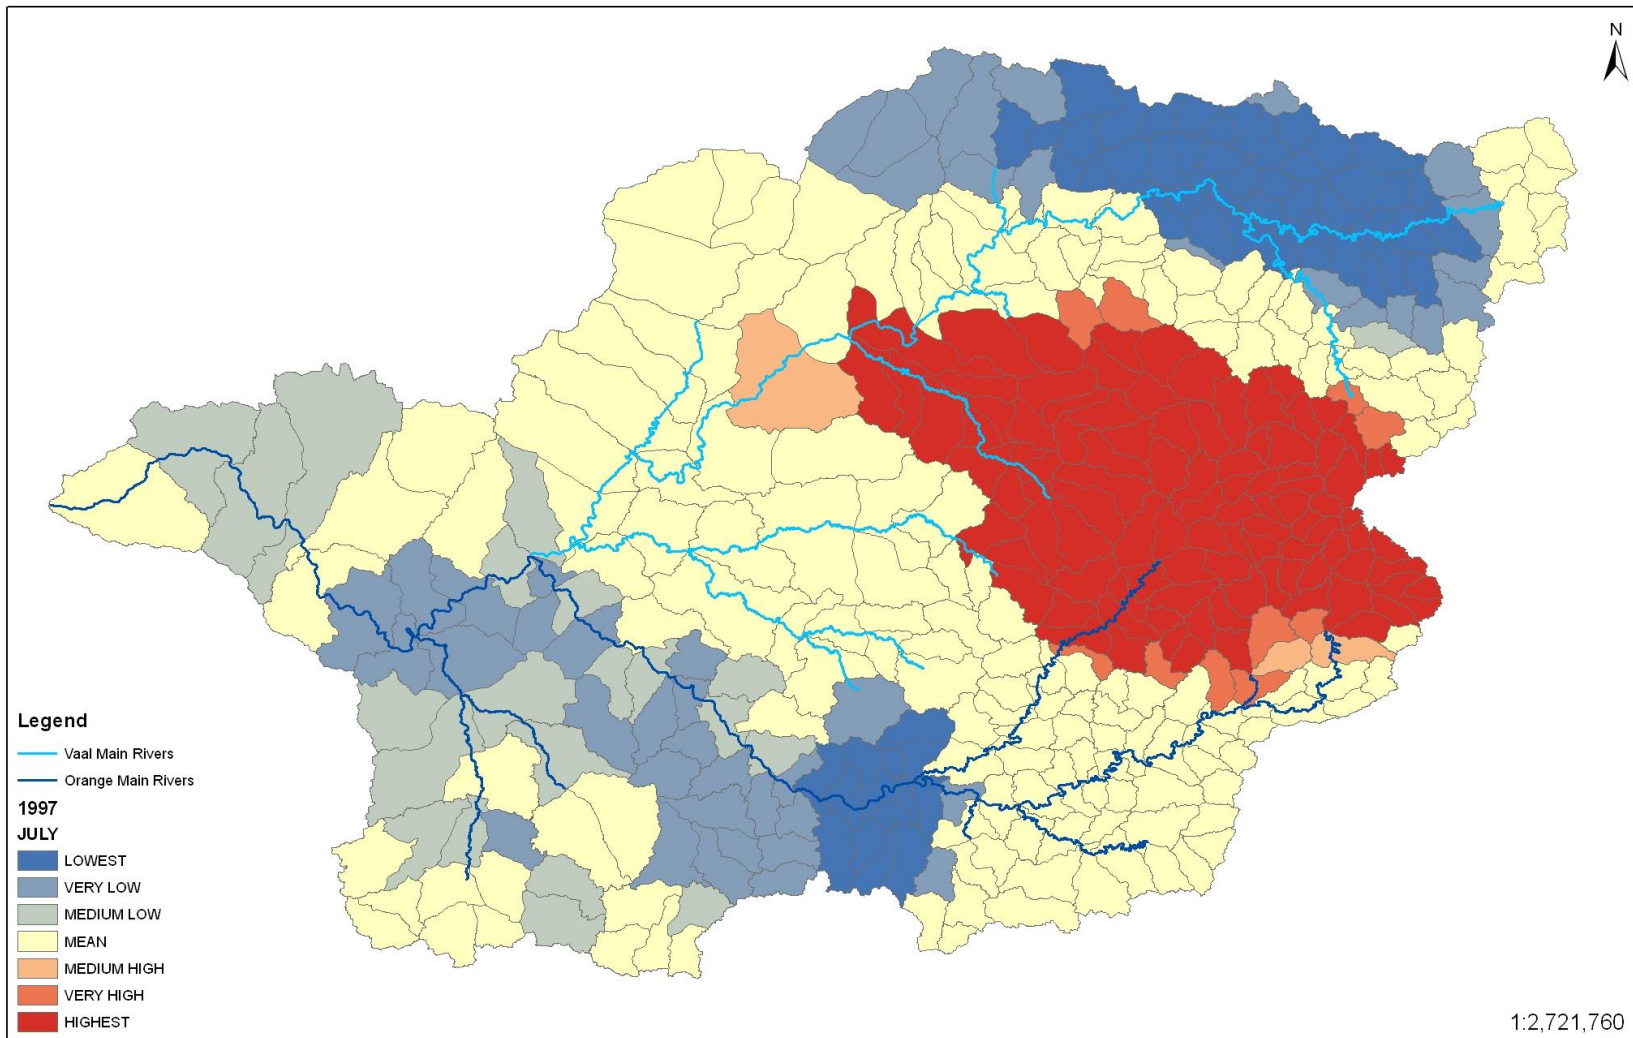 N
Legend
Vaal Main Rivers
Orange Main Rivers
1997
JULY
LOWEST
VERY LOW
MEDIUM LOW
MEAN
MEDIUM HIGH
VERY HIGH
HIGHEST
1:2,721,760